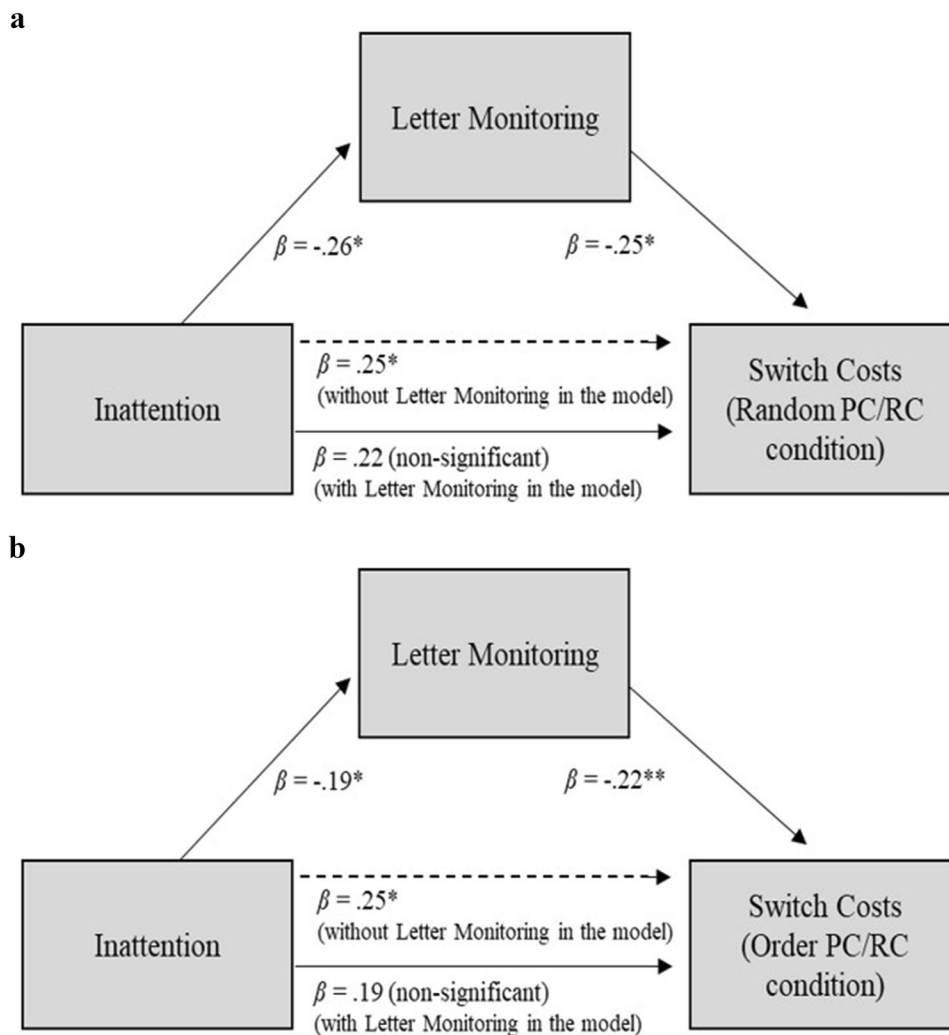 a
Letter Monitoring
β = -.26*
β = -.25*
Inattention
β = .25*
(without Letter Monitoring in the model)
β = .22 (non-significant)
(with Letter Monitoring in the model)
Switch Costs
(Random PC/RC
condition)
b
Letter Monitoring
β = -.19*
β = -.22**
Inattention
β = .25*
(without Letter Monitoring in the model)
β = .19 (non-significant)
(with Letter Monitoring in the model)
Switch Costs
(Order PC/RC
condition)